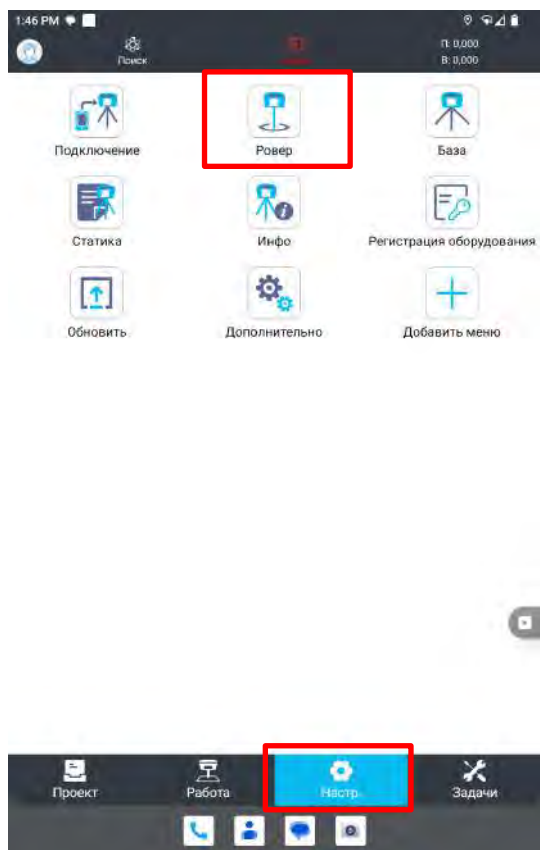 1:46 PM
Поиск
П: 0,000
В: 0,000
Подключение
Ровер
База
Статика
Инфо
Регистрация оборудования
Обновить
Дополнительно
Добавить меню
Проект
Работа
Настр.
Задачи